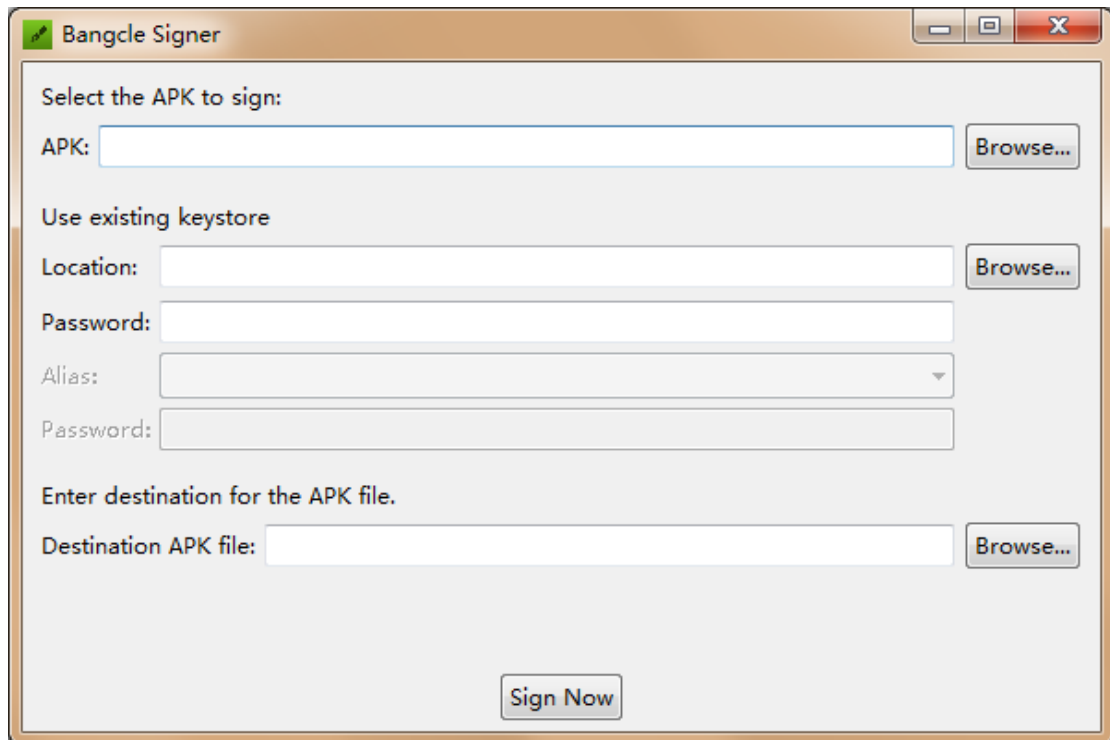 Bangcle Signer
Select the APK to sign:
APK: Browse...
Use existing keystore
Location: Browse...
Password:
Alias:
Password:
Enter destination for the APK file.
Destination APK file: Browse...
Sign Now